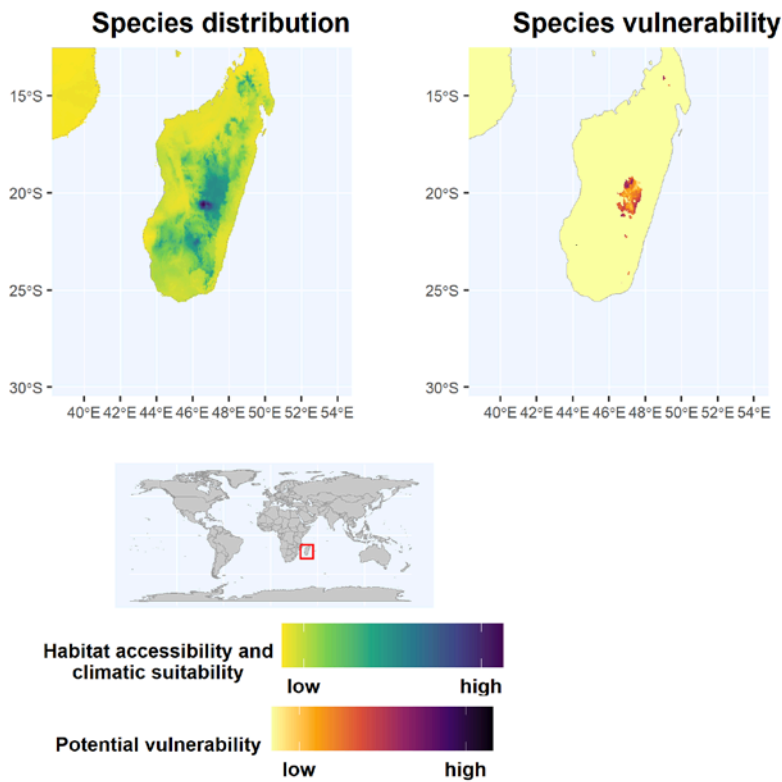 Species distribution
Species vulnerability
15°S
20°S
25°S
30°S
40°E 42°E 44°E 46°E 48°E 50°E 52°E 54°E
15°S
20°S
25°S
30°S
40°E 42°E 44°E 46°E 48°E 50°E 52°E 54°E
Habitat accessibility and
climatic suitability
low high
Potential vulnerability
low high